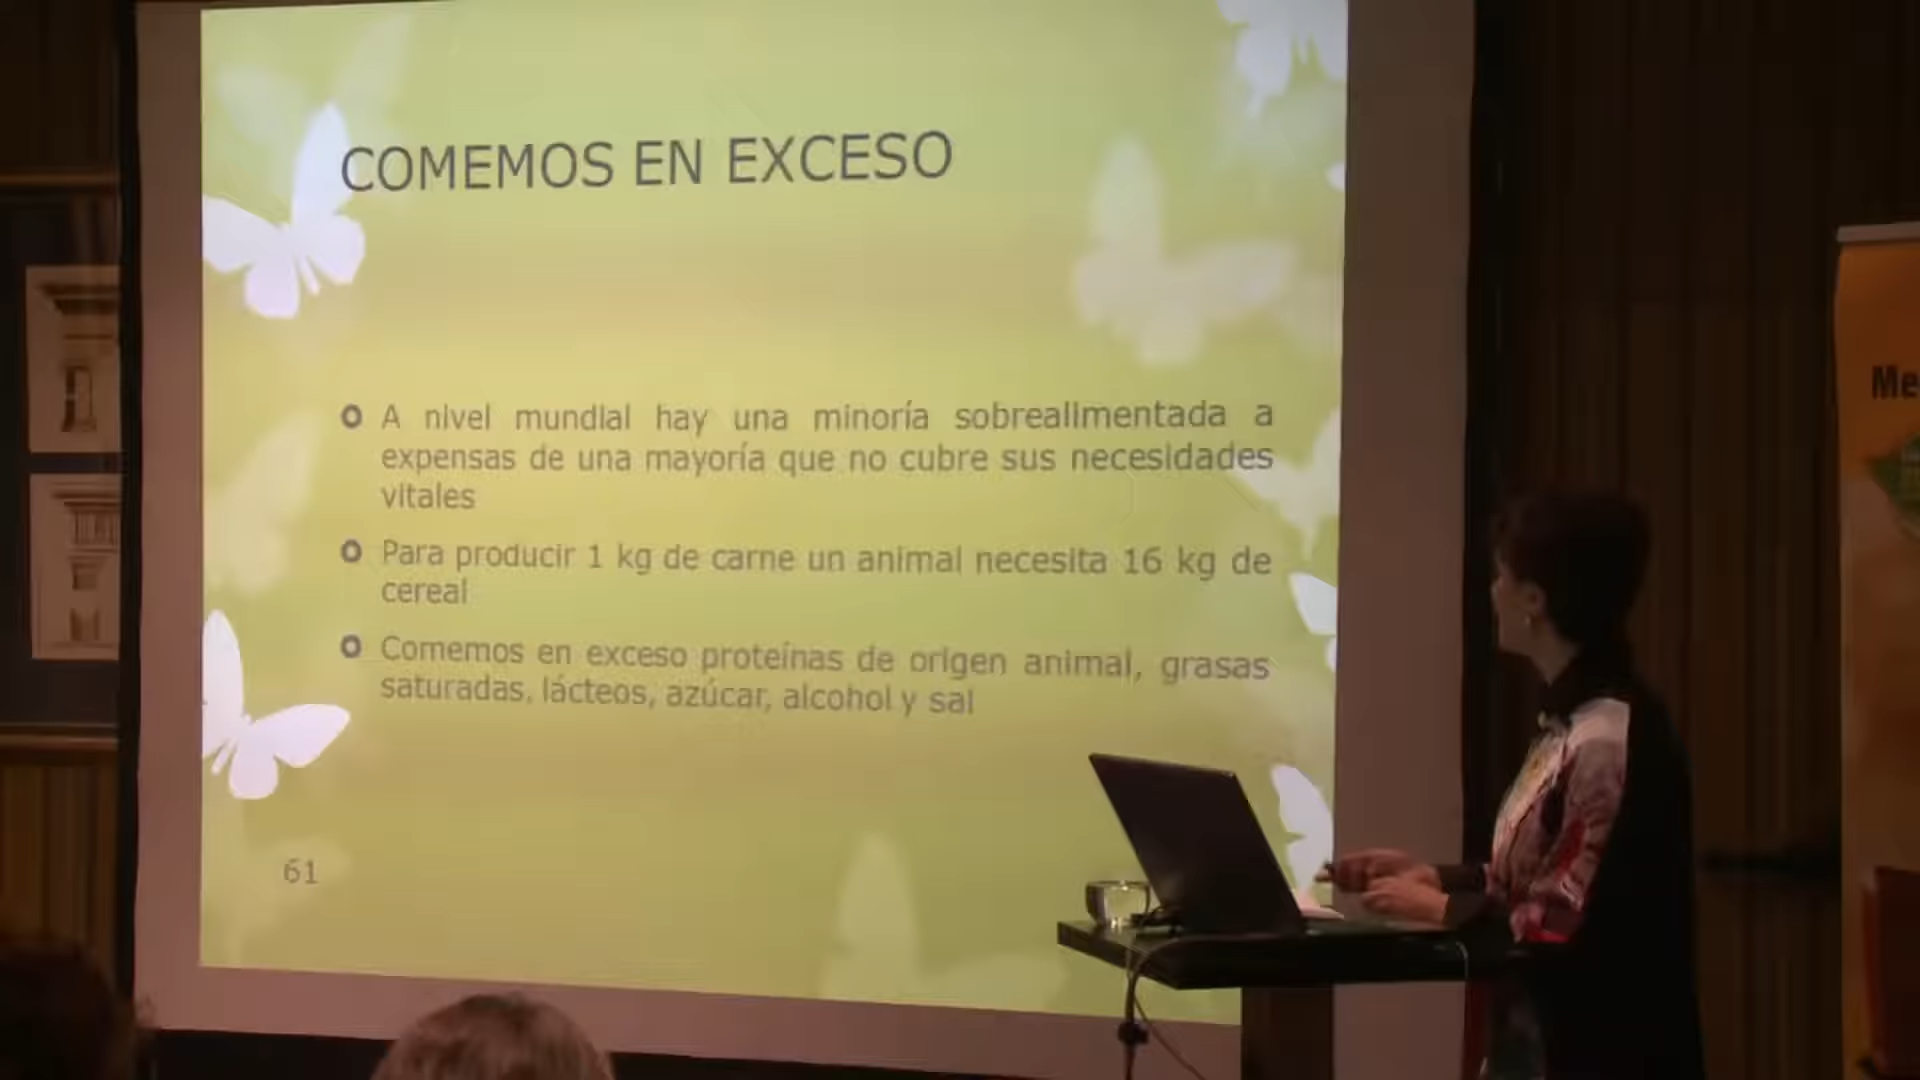 COMEMOS EN EXCESO
A nivel mundial hay una minoría sobrealimentada a
expensas de una mayoría que no cubre sus necesidades
vitales
Para producir 1 kg de carne un animal necesita 16 kg de
cereal
Comemos en exceso proteínas de origen animal, grasas
saturadas, lácteos, azúcar, alcohol y sal
61
Me